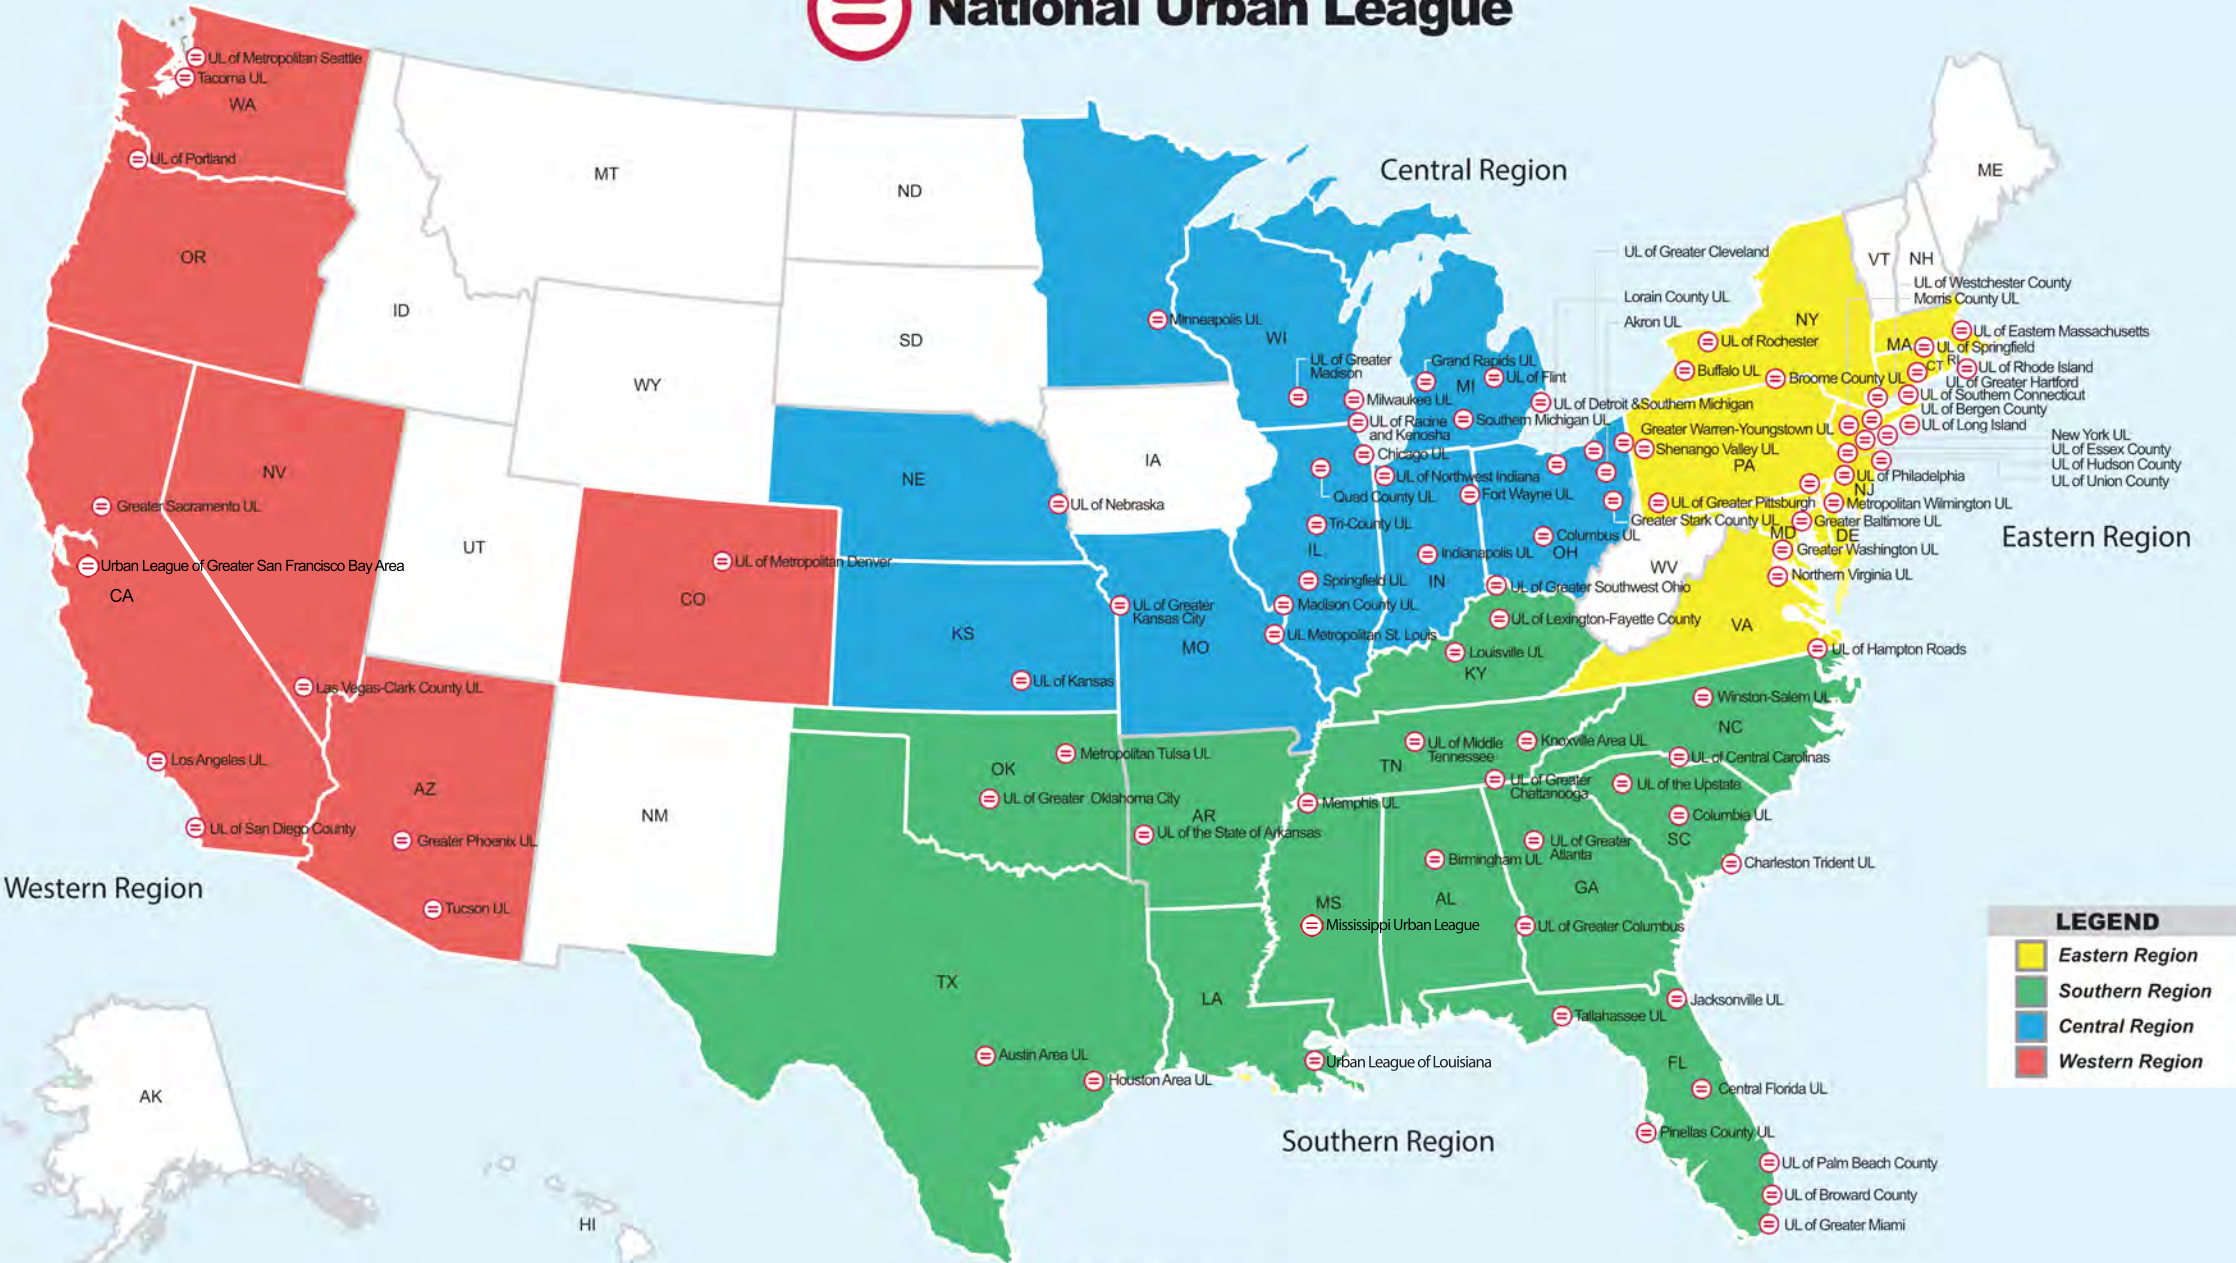 National Urban League
Central Region
Eastern Region
Western Region
Southern Region
UL of Metropolitan Seattle
Tacoma UL
WA
UL of Portland
OR
ID
MT
ND
SD
WY
NV
UT
CO
UL of Metropolitan Denver
Greater Sacramento UL
Urban League of Greater San Francisco Bay Area
CA
Las Vegas-Clark County UL
Los Angeles UL
UL of San Diego County
AZ
Greater Phoenix UL
Tucson UL
NM
AK
HI
Minneapolis UL
WI
UL of Greater
Madison
Milwaukee UL
UL of Racine
and Kenosha
Chicago UL
Grand Rapids UL
MI
UL of Flint
UL of Detroit &Southern Michigan
Southern Michigan UL
NE
IA
UL of Nebraska
KS
UL of Kansas
UL of Greater
Kansas City
MO
UL Metropolitan St. Louis
Quad County UL
Tri-County UL
IL
Springfield UL
Madison County UL
UL of Northwest Indiana
Fort Wayne UL
Indianapolis UL
IN
UL of Greater Cleveland
Lorain County UL
Akron UL
Greater Warren-Youngstown UL
Greater Stark County UL
Columbus UL
OH
UL of Greater Southwest Ohio
WV
UL of Lexington-Fayette County
Louisville UL
KY
OK
Metropolitan Tulsa UL
UL of Greater Oklahoma City
AR
UL of the State of Arkansas
TX
Austin Area UL
Houston Area UL
LA
Urban League of Louisiana
MS
Mississippi Urban League
AL
Birmingham UL
TN
UL of Middle
Tennessee
Knoxville Area UL
UL of Greater
Chattanooga
Memphis UL
GA
UL of Greater
Atlanta
UL of Greater Columbus
NC
Winston-Salem UL
UL of Central Carolinas
SC
UL of the Upstate
Columbia UL
Charleston Trident UL
FL
Jacksonville UL
Tallahassee UL
Central Florida UL
Pinellas County UL
UL of Palm Beach County
UL of Broward County
UL of Greater Miami
ME
VT
NH
NY
UL of Rochester
Buffalo UL
Broome County UL
UL of Westchester County
Morris County UL
MA
UL of Eastern Massachusetts
UL of Springfield
CT
RI
UL of Rhode Island
UL of Greater Hartford
UL of Southern Connecticut
UL of Bergen County
UL of Long Island
New York UL
UL of Essex County
UL of Hudson County
UL of Union County
Shenango Valley UL
PA
UL of Greater Pittsburgh
UL of Philadelphia
NJ
Metropolitan Wilmington UL
Greater Baltimore UL
MD
DE
Greater Washington UL
Northern Virginia UL
VA
UL of Hampton Roads
LEGEND
Eastern Region
Southern Region
Central Region
Western Region